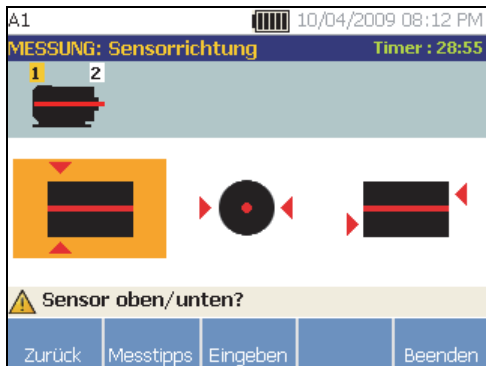 A1 10/04/2009 08:12 PM
MESSUNG: Sensorrichtung Timer : 28:55
1 2
Sensor oben/unten?
Zurück Messtipps Eingeben Beenden